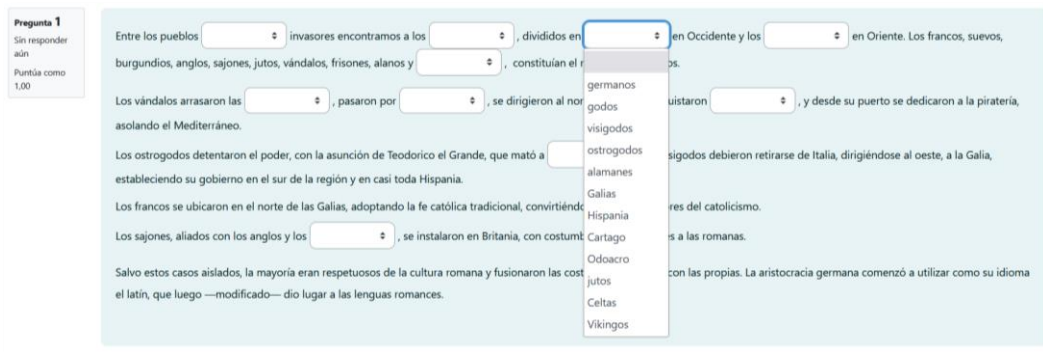 Pregunta 1
Sin responder
aún
Puntúa como
1,00
Entre los pueblos invasores encontramos a los , divididos en en Occidente y los en Oriente. Los francos, suevos,
burgundios, anglos, sajones, jutos, vándalos, frisones, alanos y , constituían el r os.
Los vándalos arrasaron las , pasaron por , se dirigieron al nor uistaron , y desde su puerto se dedicaron a la piratería,
asolando el Mediterráneo.
Los ostrogodos detentaron el poder, con la asunción de Teodorico el Grande, que mató a sigodos debieron retirarse de Italia, dirigiéndose al oeste, a la Galia,
estableciendo su gobierno en el sur de la región y en casi toda Hispania.
Los francos se ubicaron en el norte de las Galias, adoptando la fe católica tradicional, convirtiéndo res del catolicismo.
Los sajones, aliados con los anglos y los , se instalaron en Britania, con costumb s a las romanas.
Salvo estos casos aislados, la mayoría eran respetuosos de la cultura romana y fusionaron las cost con las propias. La aristocracia germana comenzó a utilizar como su idioma
el latín, que luego —modificado— dio lugar a las lenguas romances.
germanos
godos
visigodos
ostrogodos
alamanes
Galias
Hispania
Cartago
Odoacro
jutos
Celtas
Vikingos